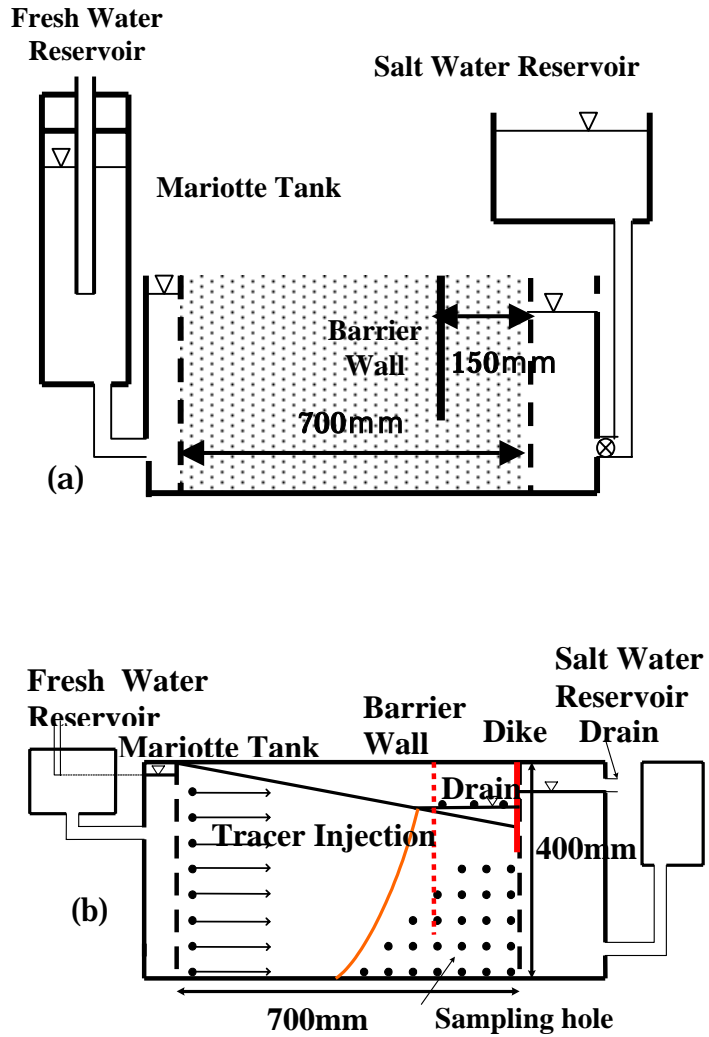 Fresh Water
Reservoir
Salt Water Reservoir
Mariotte Tank
Barrier
Wall
150mm
700mm
(a)
Salt Water
Reservoir
Fresh Water
Reservoir
Barrier
Wall
Dike
Drain
Mariotte Tank
Drain
Tracer Injection
400mm
(b)
700mm
Sampling hole